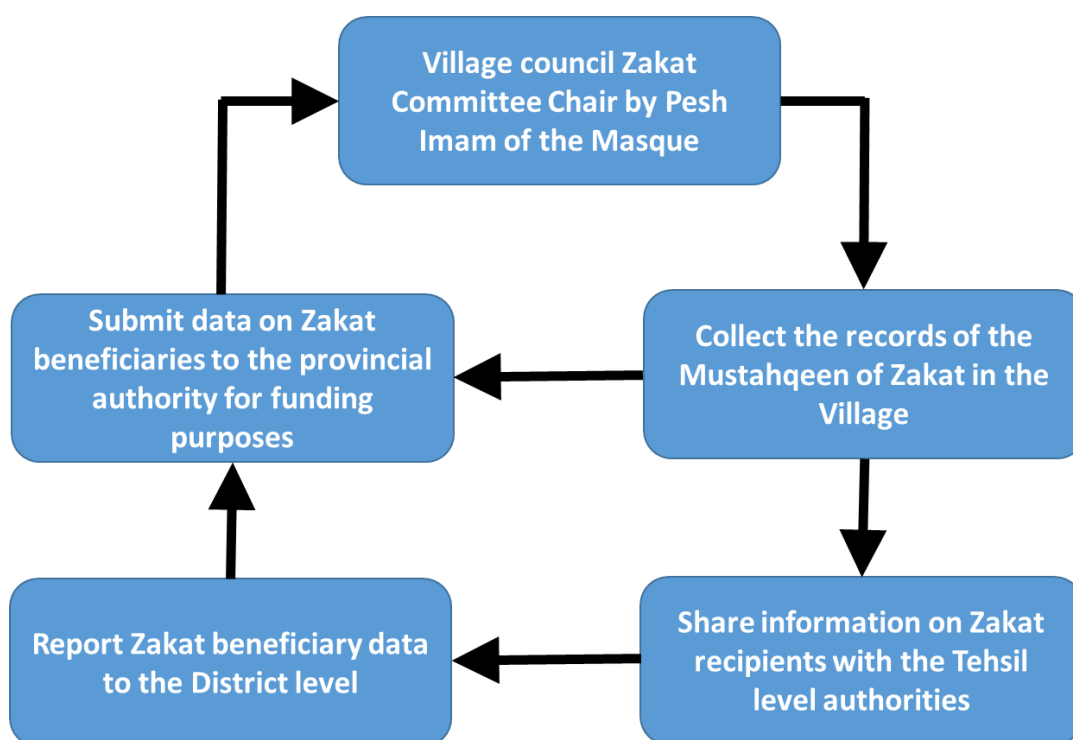 Village council Zakat
Committee Chair by Pesh
Imam of the Masque
Submit data on Zakat
beneficiaries to the provincial
authority for funding
purposes
Collect the records of the
Mustahqeen of Zakat in the
Village
Report Zakat beneficiary data
to the District level
Share information on Zakat
recipients with the Tehsil
level authorities